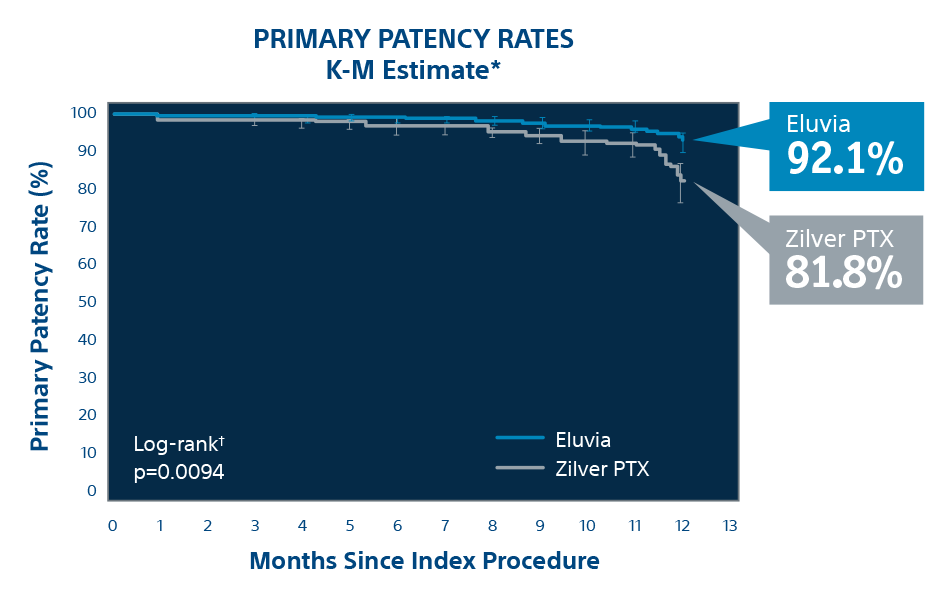 PRIMARY PATENCY RATES
K-M Estimate*
Primary Patency Rate (%)
100
90
80
70
60
50
40
30
20
10
0
Eluvia
92.1%
Zilver PTX
81.8%
Log-rank†
p=0.0094
Eluvia
Zilver PTX
0 1 2 3 4 5 6 7 8 9 10 11 12 13
Months Since Index Procedure